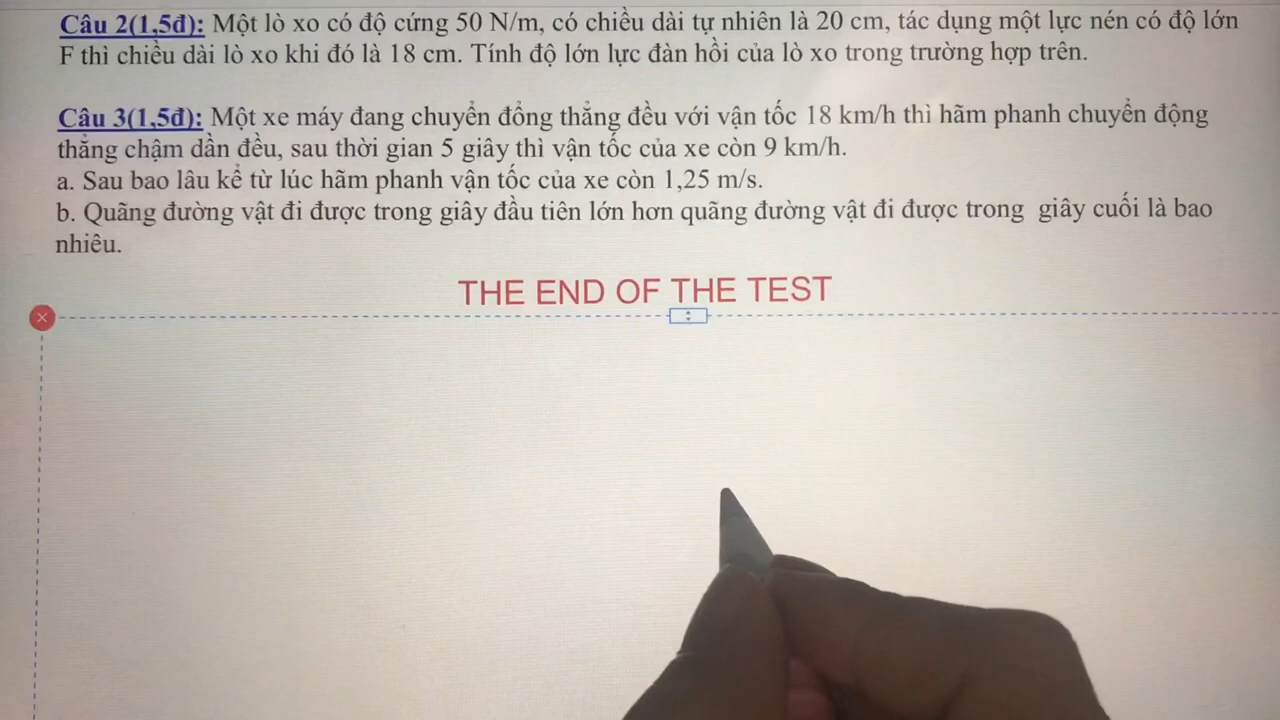 Câu 2(1,5đ): Một lò xo có độ cứng 50 N/m, có chiều dài tự nhiên là 20 cm, tác dụng một lực nén có độ lớn
F thì chiều dài lò xo khi đó là 18 cm. Tính độ lớn lực đàn hồi của lò xo trong trường hợp trên.
Câu 3(1,5đ): Một xe máy đang chuyển đổng thẳng đều với vận tốc 18 km/h thì hãm phanh chuyển động
thẳng chậm dần đều, sau thời gian 5 giây thì vận tốc của xe còn 9 km/h.
a. Sau bao lâu kể từ lúc hãm phanh vận tốc của xe còn 1,25 m/s.
b. Quãng đường vật đi được trong giây đầu tiên lớn hơn quãng đường vật đi được trong giây cuối là bao
nhiêu.
THE END OF THE TEST